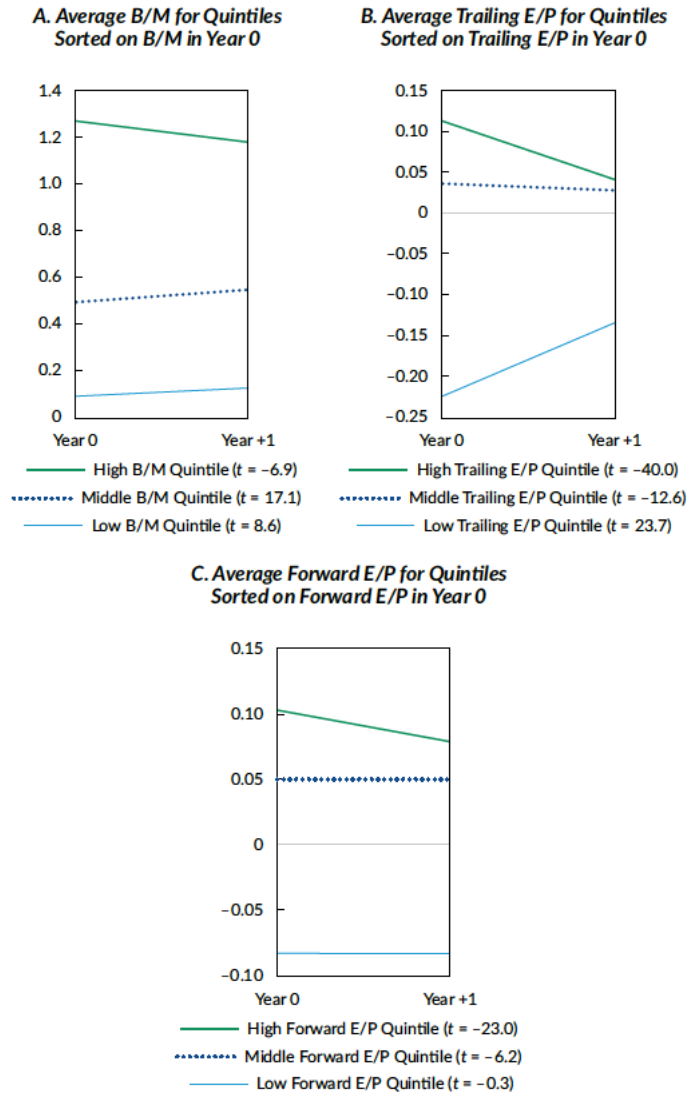 A. Average B/M for Quintiles
Sorted on B/M in Year 0
1.4
1.2
1.0
0.8
0.6
0.4
0.2
0
Year 0
Year +1
High B/M Quintile (t = –6.9)
Middle B/M Quintile (t = 17.1)
Low B/M Quintile (t = 8.6)
B. Average Trailing E/P for Quintiles
Sorted on Trailing E/P in Year 0
0.15
0.10
0.05
0
–0.05
–0.10
–0.15
–0.20
–0.25
Year 0
Year +1
High Trailing E/P Quintile (t = –40.0)
Middle Trailing E/P Quintile (t = –12.6)
Low Trailing E/P Quintile (t = 23.7)
C. Average Forward E/P for Quintiles
Sorted on Forward E/P in Year 0
0.15
0.10
0.05
0
–0.05
–0.10
Year 0
Year +1
High Forward E/P Quintile (t = –23.0)
Middle Forward E/P Quintile (t = –6.2)
Low Forward E/P Quintile (t = –0.3)